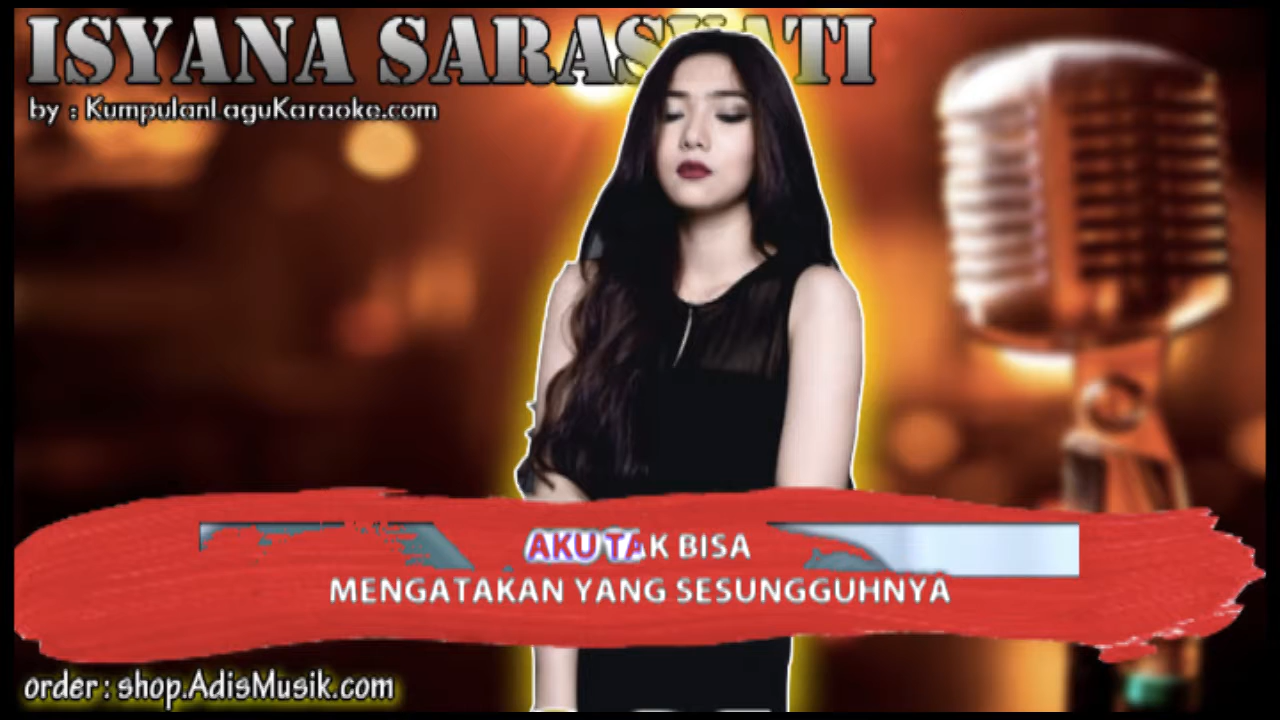 ISYANA SARASWATI
by : KumpulanLaguKaraoke.com
AKU TAK BISA
MENGATAKAN YANG SESUNGGUHNYA
order : shop.AdisMusik.com